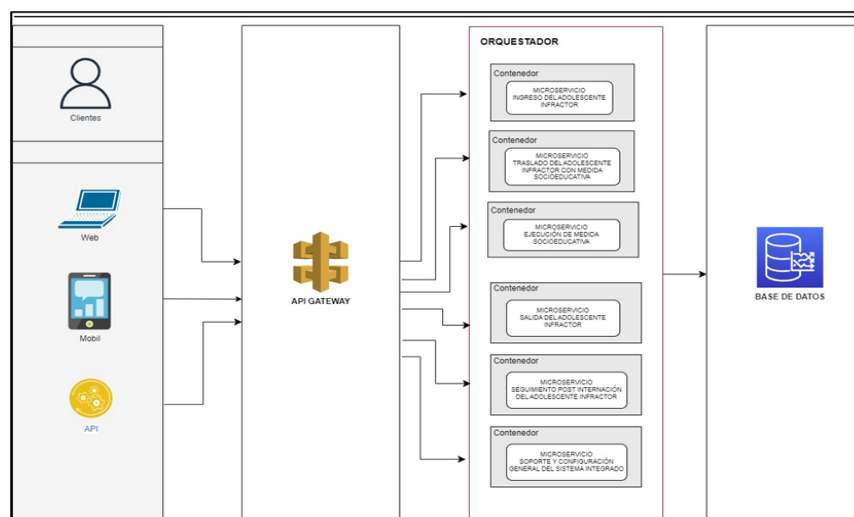 Clientes
Web
Mobil
API
API GATEWAY
ORQUESTADOR
Contenedor
MICROSERVICIO
INGRESO DEL ADOLESCENTE
INFRACTOR
Contenedor
MICROSERVICIO
TRASLADO DEL ADOLESCENTE
INFRACTOR CON MEDIDA
SOCIOEDUCATIVA
Contenedor
MICROSERVICIO
EJECUCIÓN DE MEDIDA
SOCIOEDUCATIVA
Contenedor
MICROSERVICIO
SALIDA DEL ADOLESCENTE
INFRACTOR
Contenedor
MICROSERVICIO
SEGUIMIENTO POST INTERNACIÓN
DEL ADOLESCENTE INFRACTOR
Contenedor
MICROSERVICIO
SOPORTE Y CONFIGURACIÓN
GENERAL DEL SISTEMA INTEGRADO
BASE DE DATOS